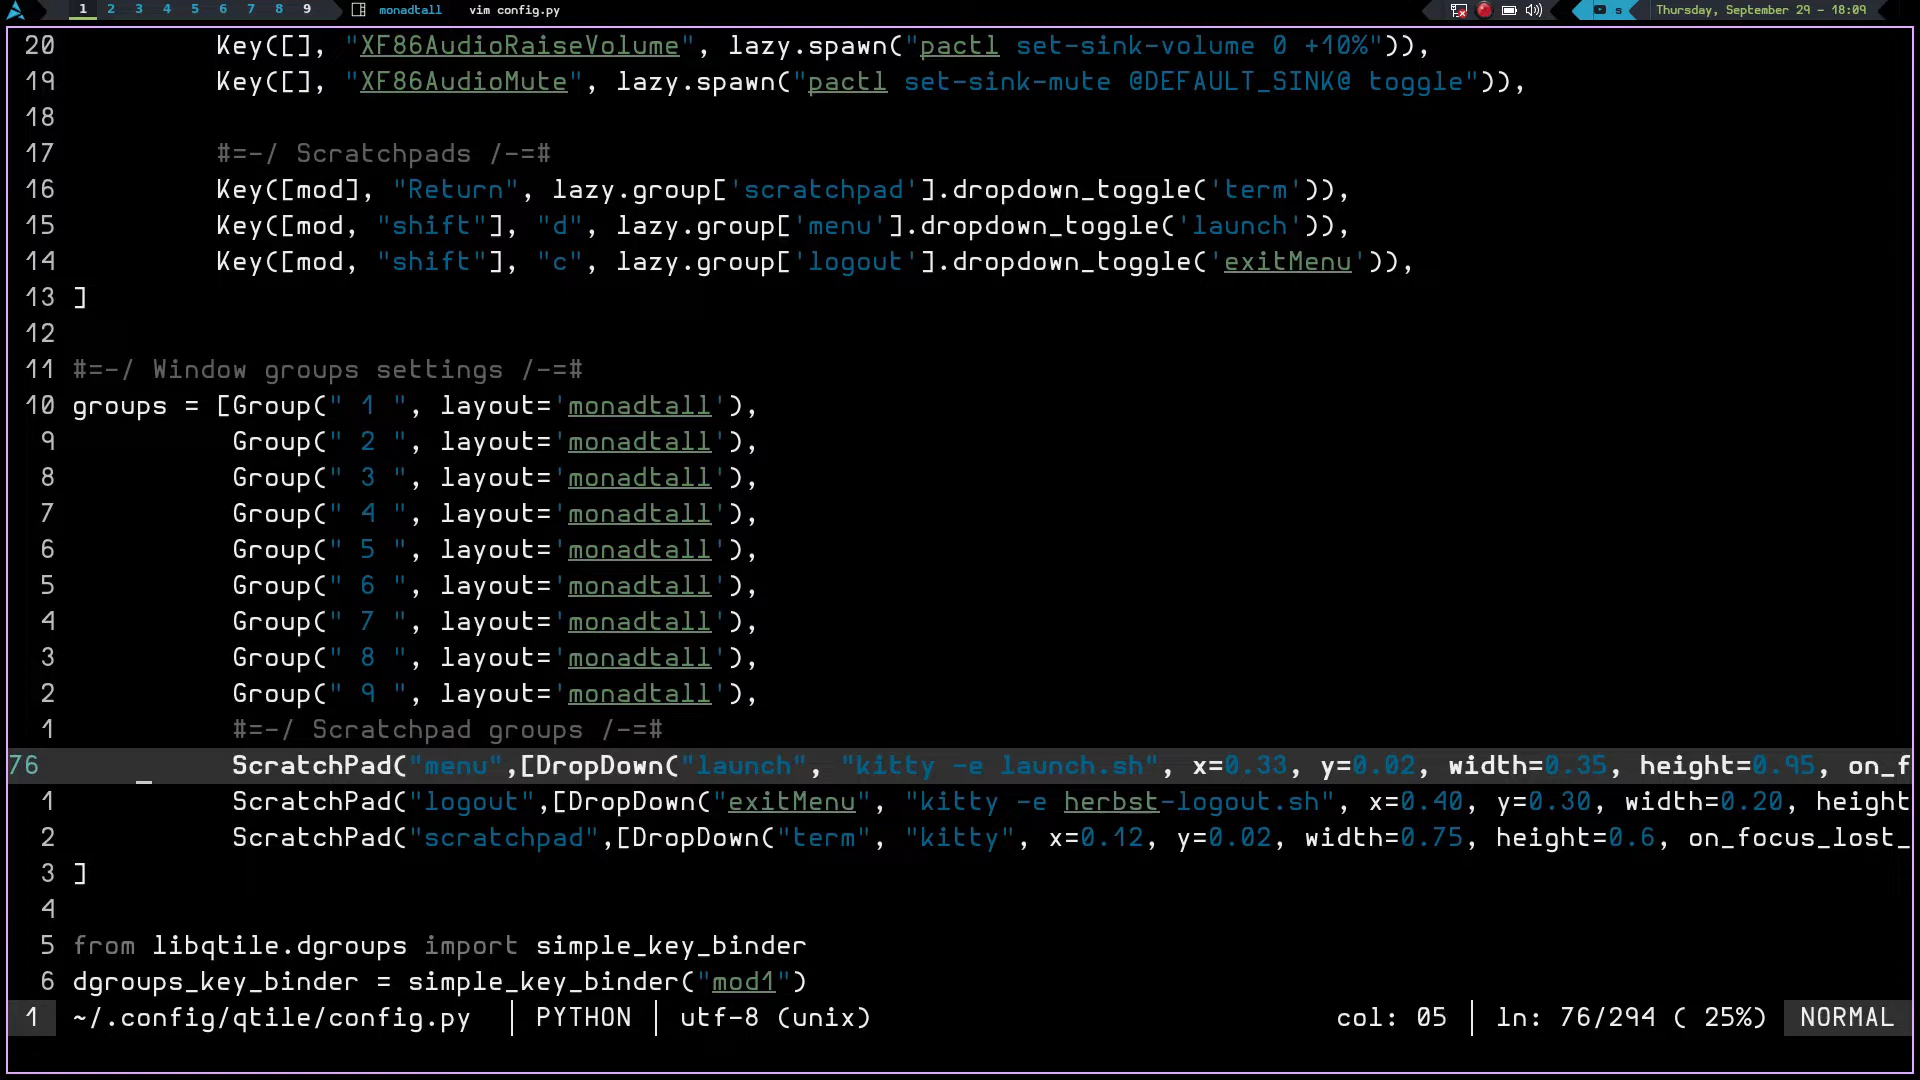 1 2 3 4 5 6 7 8 9 monadtall vim config.py s Thursday, September 29 - 18:09
20 Key([], "XF86AudioRaiseVolume", lazy.spawn("pactl set-sink-volume 0 +10%")),
19 Key([], "XF86AudioMute", lazy.spawn("pactl set-sink-mute @DEFAULT_SINK@ toggle")),
18
17 #=-/ Scratchpads /-=#
16 Key([mod], "Return", lazy.group['scratchpad'].dropdown_toggle('term')),
15 Key([mod, "shift"], "d", lazy.group['menu'].dropdown_toggle('launch')),
14 Key([mod, "shift"], "c", lazy.group['logout'].dropdown_toggle('exitMenu')),
13 ]
12
11 #=-/ Window groups settings /-=#
10 groups = [Group(" 1 ", layout='monadtall'),
9 Group(" 2 ", layout='monadtall'),
8 Group(" 3 ", layout='monadtall'),
7 Group(" 4 ", layout='monadtall'),
6 Group(" 5 ", layout='monadtall'),
5 Group(" 6 ", layout='monadtall'),
4 Group(" 7 ", layout='monadtall'),
3 Group(" 8 ", layout='monadtall'),
2 Group(" 9 ", layout='monadtall'),
1 #=-/ Scratchpad groups /-=#
76 ScratchPad("menu",[DropDown("launch", "kitty -e launch.sh", x=0.33, y=0.02, width=0.35, height=0.95, on_f
1 ScratchPad("logout",[DropDown("exitMenu", "kitty -e herbst-logout.sh", x=0.40, y=0.30, width=0.20, height
2 ScratchPad("scratchpad",[DropDown("term", "kitty", x=0.12, y=0.02, width=0.75, height=0.6, on_focus_lost_
3 ]
4
5 from libqtile.dgroups import simple_key_binder
6 dgroups_key_binder = simple_key_binder("mod1")
1 ~/.config/qtile/config.py | PYTHON | utf-8 (unix) col: 05 | ln: 76/294 ( 25%) NORMAL